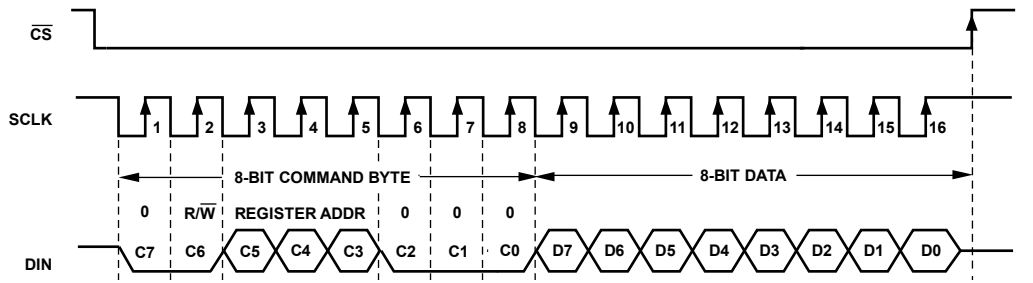 CS
SCLK
1 2 3 4 5 6 7 8 9 10 11 12 13 14 15 16
8-BIT COMMAND BYTE 8-BIT DATA
0 R/W REGISTER ADDR 0 0 0
DIN C7 C6 C5 C4 C3 C2 C1 C0 D7 D6 D5 D4 D3 D2 D1 D0